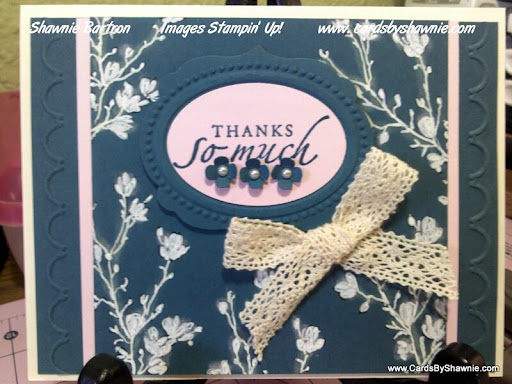 Shawnie Bartron - Images Stampin' Up! www.cardsbyshawnie.com
THANKS
So much
www.CardsByShawnie.com